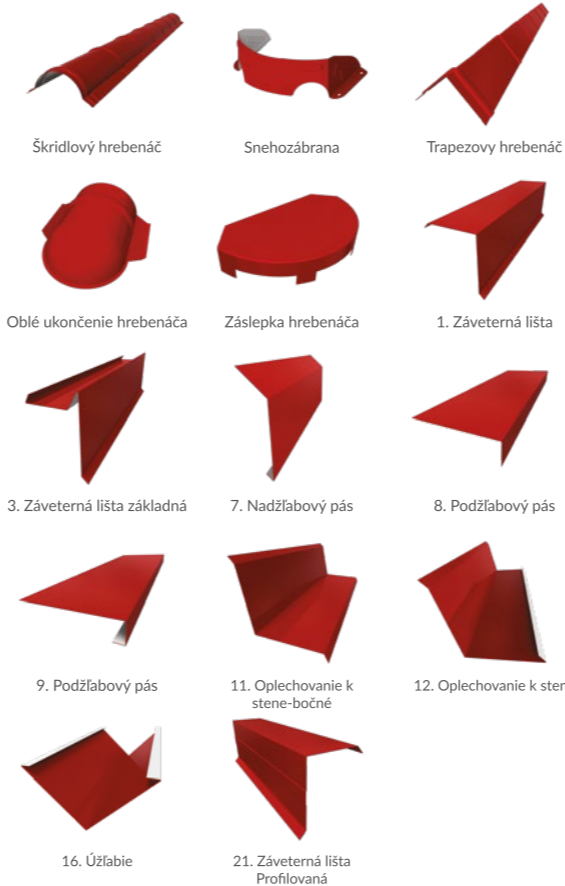 Škridlový hrebenáč
Snehozábrana
Trapezovy hrebenáč
Oblé ukončenie hrebenáča
Záslepka hrebenáča
1. Záveterná lišta
3. Záveterná lišta základná
7. Nadžľabový pás
8. Podžľabový pás
9. Podžľabový pás
11. Oplechovanie k
stene-bočné
12. Oplechovanie k sten
16. Úžľabie
21. Záveterná lišta
Profilovaná